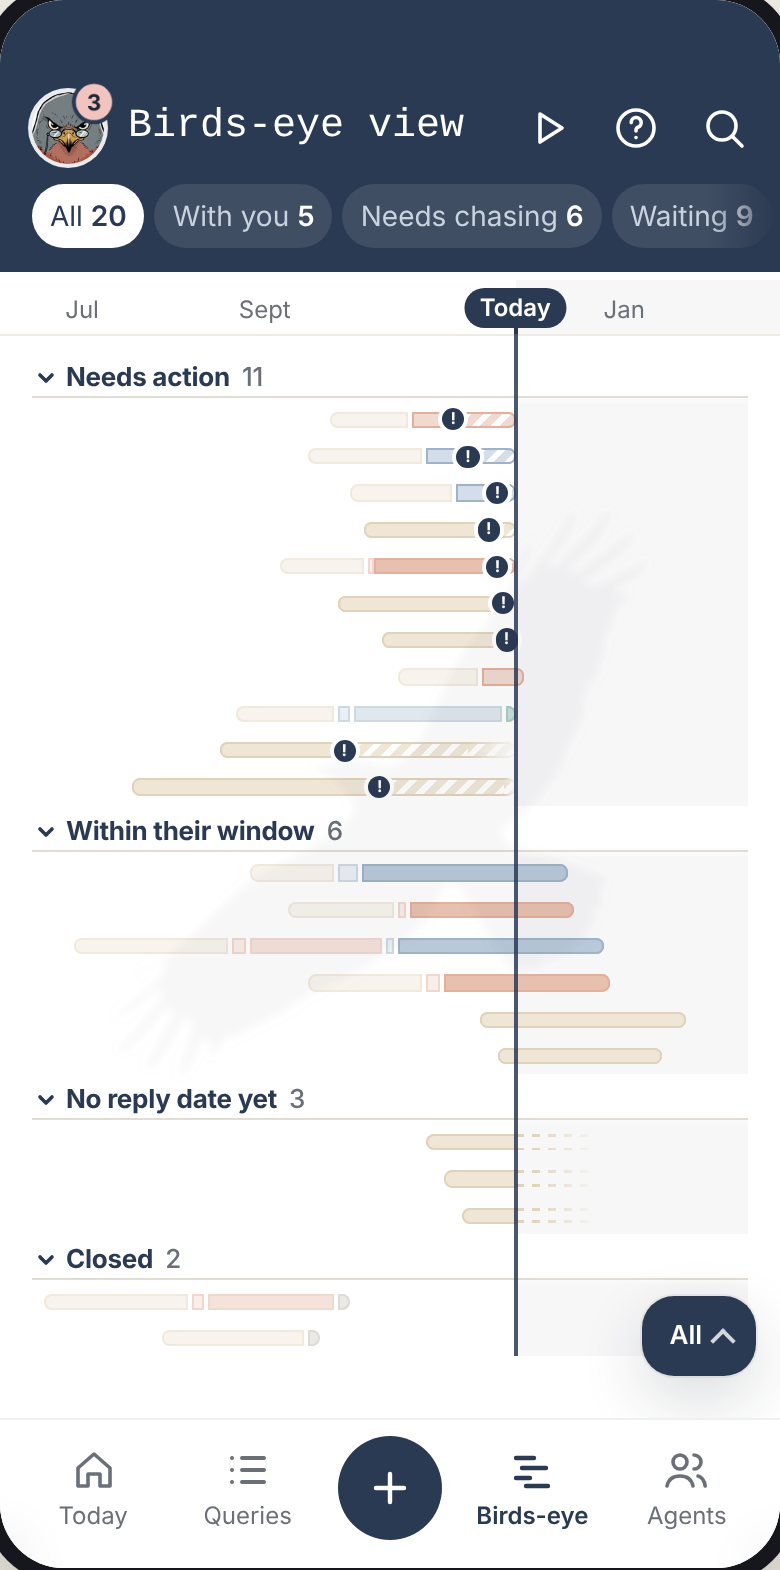 3
Birds-eye view
All 20
With you 5
Needs chasing 6
Waiting 9
Jul
Sept
Today
Jan
Needs action 11
Within their window 6
No reply date yet 3
Closed 2
All
Today
Queries
Birds-eye
Agents